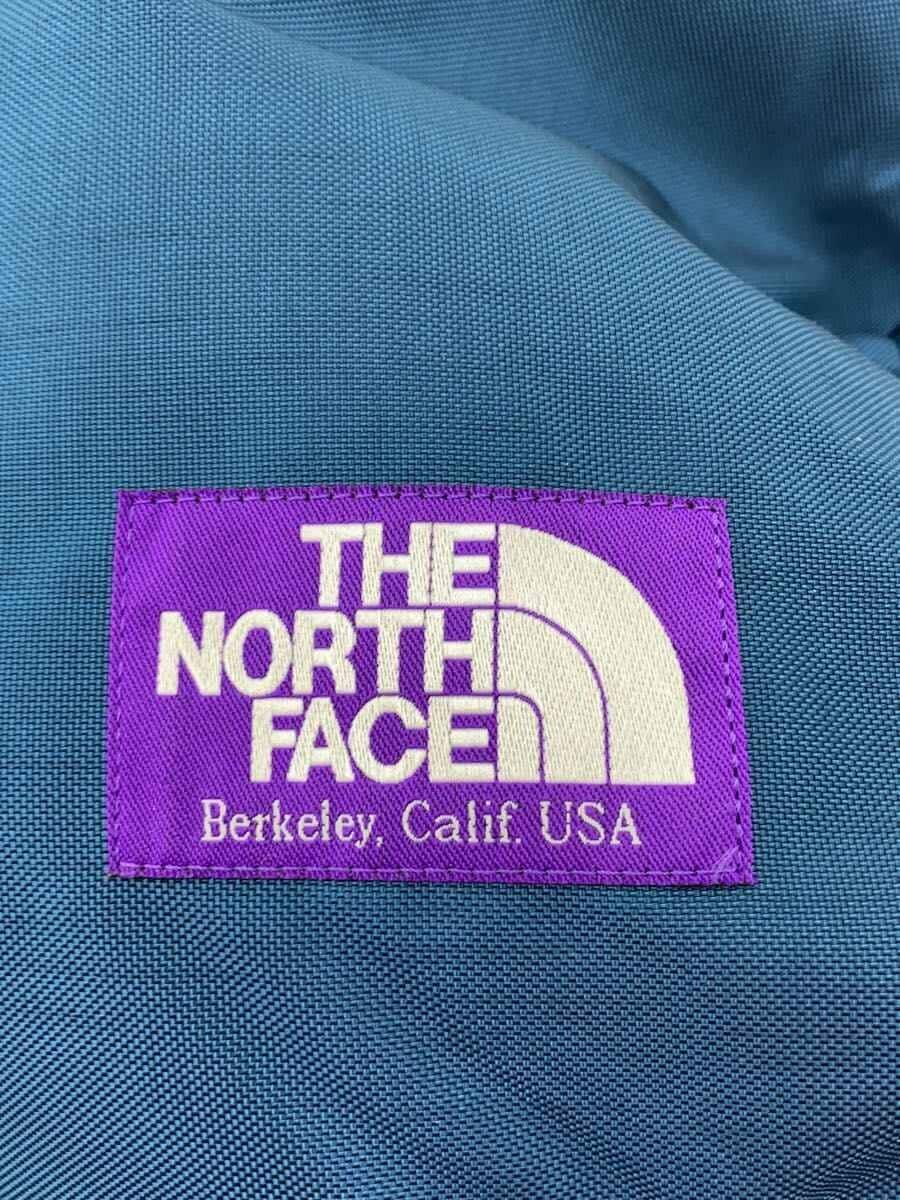 THE
NORTH
FACE
Berkeley, Calif. USA